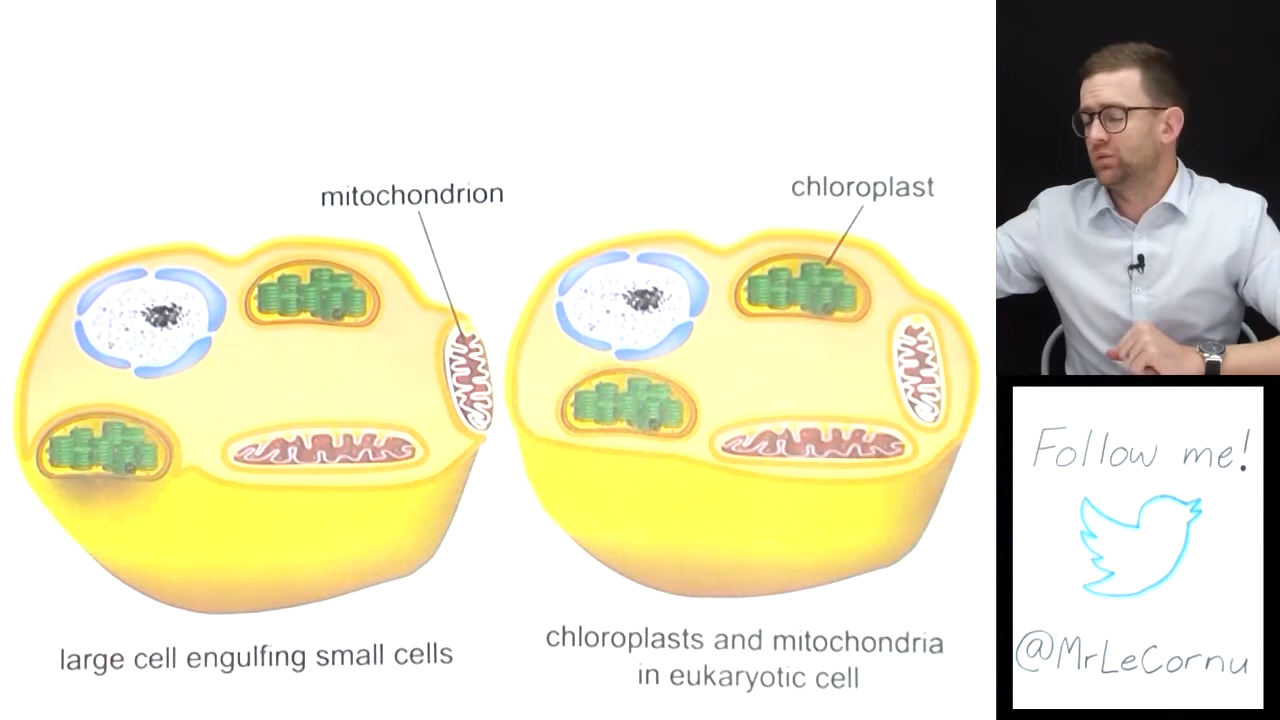 mitochondrion
chloroplast
large cell engulfing small cells
chloroplasts and mitochondria
in eukaryotic cell
Follow me!
@MrLeCornu